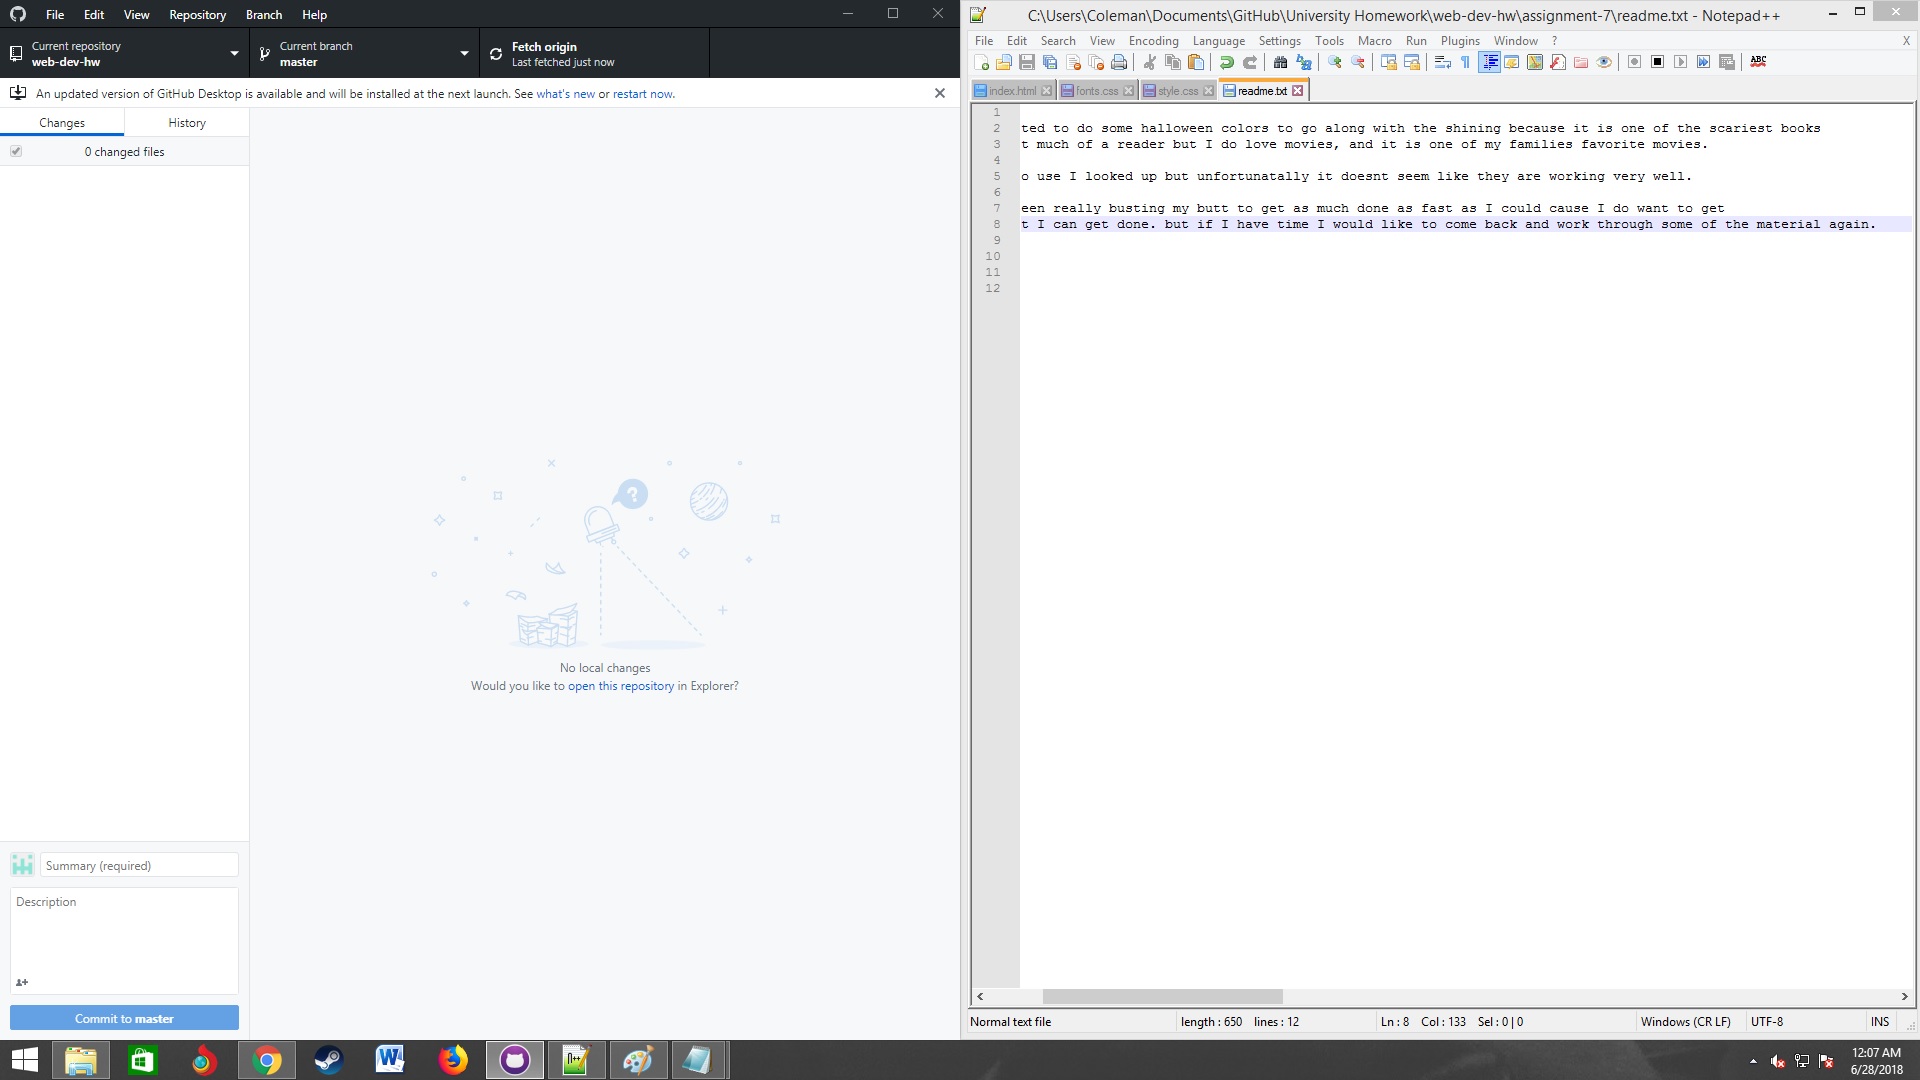 File Edit View Repository Branch Help
Current repository
web-dev-hw
Current branch
master
Fetch origin
Last fetched just now
An updated version of GitHub Desktop is available and will be installed at the next launch. See what's new or restart now.
Changes History
0 changed files
?
No local changes
Would you like to open this repository in Explorer?
Summary (required)
Description
Commit to master
C:\Users\Coleman\Documents\GitHub\University Homework\web-dev-hw\assignment-7\readme.txt - Notepad++
File Edit Search View Encoding Language Settings Tools Macro Run Plugins Window ? X
ABC
index.html fonts.css style.css readme.txt
1
2 ted to do some halloween colors to go along with the shining because it is one of the scariest books
3 t much of a reader but I do love movies, and it is one of my families favorite movies.
4
5 o use I looked up but unfortunatally it doesnt seem like they are working very well.
6
7 een really busting my butt to get as much done as fast as I could cause I do want to get
8 t I can get done. but if I have time I would like to come back and work through some of the material again.
9
10
11
12
Normal text file length : 650 lines : 12 Ln : 8 Col : 133 Sel : 0 | 0 Windows (CR LF) UTF-8 INS
12:07 AM
6/28/2018